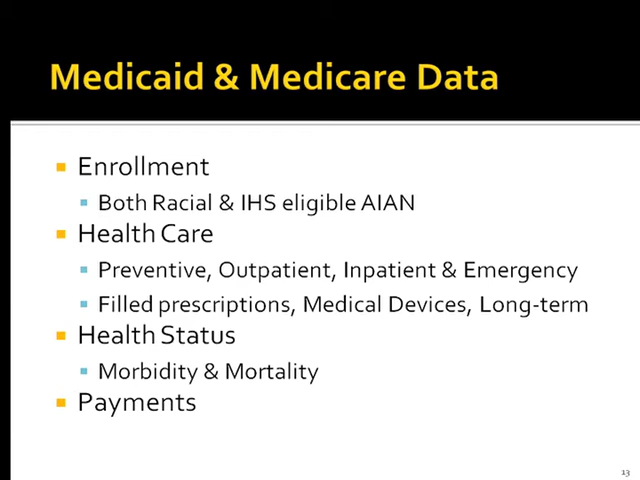 Medicaid & Medicare Data
Enrollment
Both Racial & IHS eligible AIAN
Health Care
Preventive, Outpatient, Inpatient & Emergency
Filled prescriptions, Medical Devices, Long-term
Health Status
Morbidity & Mortality
Payments
13